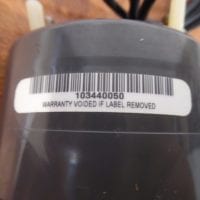 103440050
WARRANTY VOIDED IF LABEL REMOVED